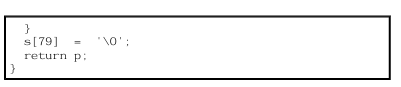 }
s[79] = '\0';
return p;
}